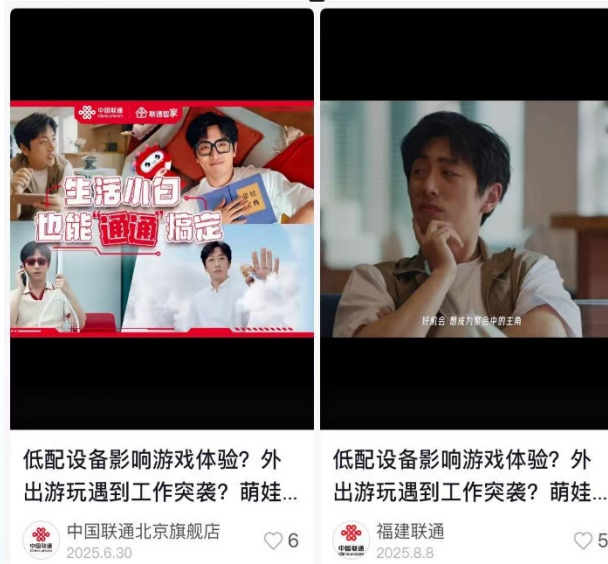 中国联通
China unicom
联通智家
生活小白
也能“通通”搞定
好机会 想成为聚会中的主角
低配设备影响游戏体验？外
出游玩遇到工作突袭？萌娃...
中国联通北京旗舰店
2025.6.30
6
低配设备影响游戏体验？外
出游玩遇到工作突袭？萌娃...
福建联通
2025.8.8
5